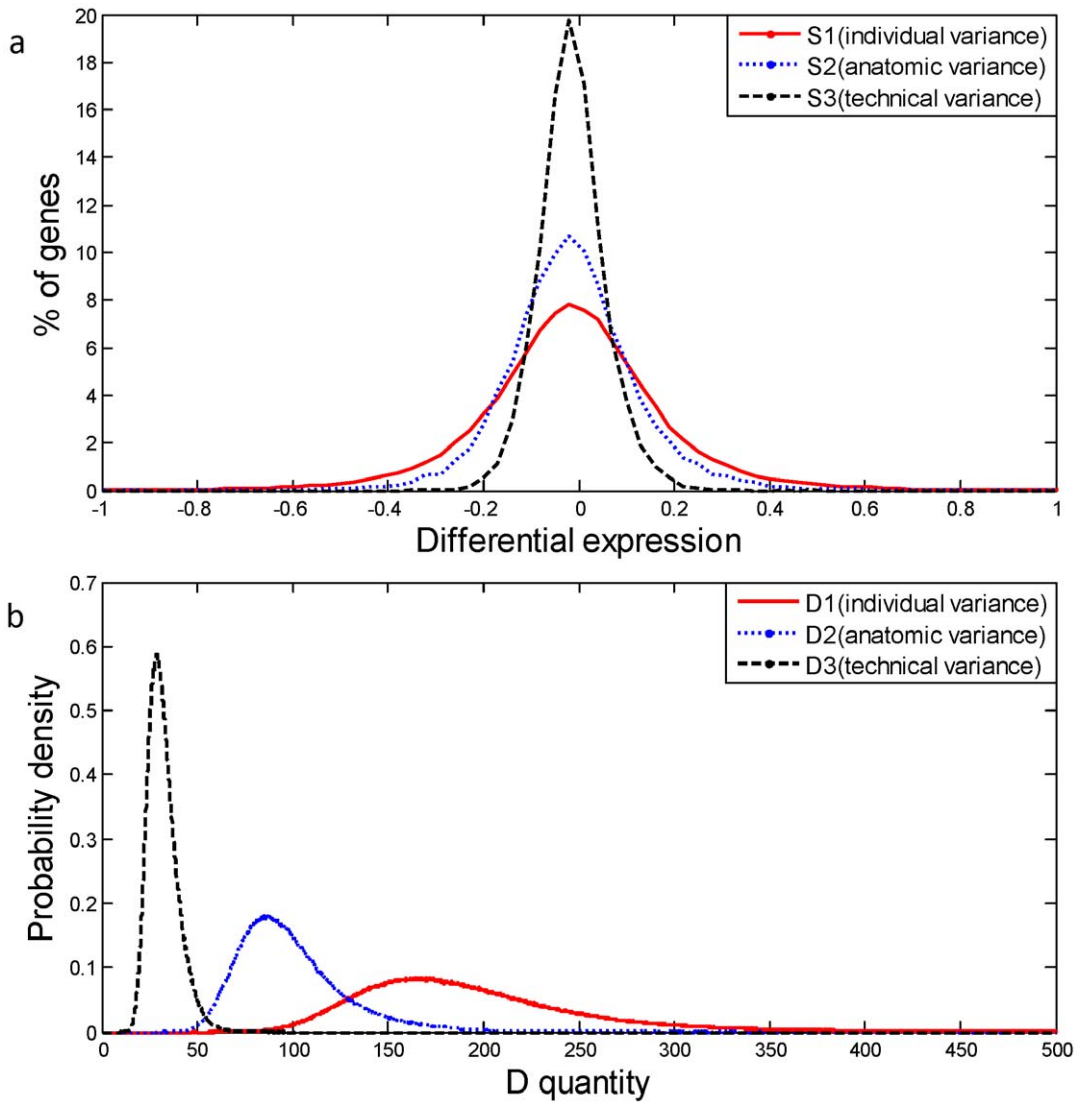 a
20
18
16
14
12
10
8
6
4
2
0
% of genes
S1(individual variance)
S2(anatomic variance)
S3(technical variance)
-1 -0.8 -0.6 -0.4 -0.2 0 0.2 0.4 0.6 0.8 1
Differential expression
b
0.7
0.6
0.5
0.4
0.3
0.2
0.1
0
Probability density
D1(individual variance)
D2(anatomic variance)
D3(technical variance)
0 50 100 150 200 250 300 350 400 450 500
D quantity